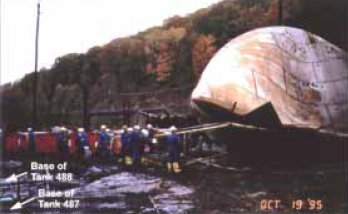 Base of
Tank 488
Base of
Tank 487
OCT 19 '95